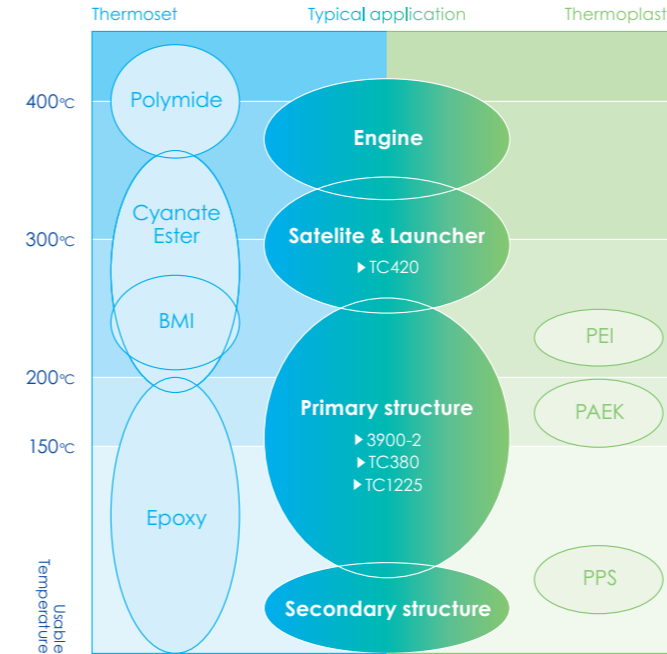 Thermoset
Typical application
Thermoplast
400℃
Polymide
Engine
Cyanate
Ester
300℃
Satelite & Launcher
▶TC420
BMI
PEI
200℃
Primary structure
PAEK
▶3900-2
▶TC380
▶TC1225
150℃
Epoxy
PPS
Secondary structure
Usable
Temperature